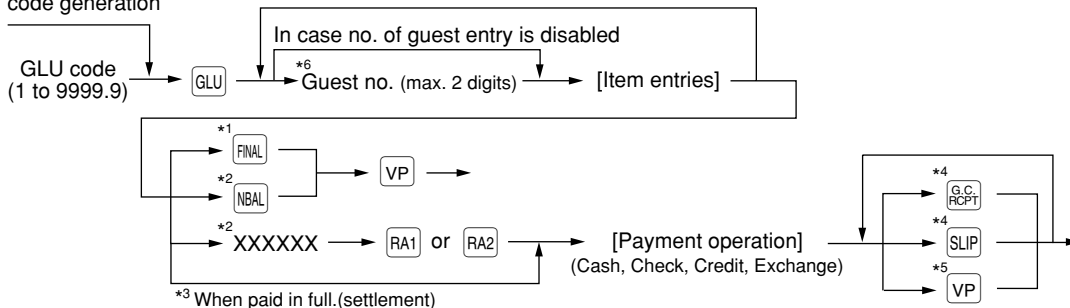 code generation
In case no. of guest entry is disabled
GLU code
(1 to 9999.9)
GLU
*6
Guest no. (max. 2 digits)
[Item entries]
*1
FINAL
*2
NBAL
VP
*2
XXXXXX
RA1 or RA2
[Payment operation]
(Cash, Check, Credit, Exchange)
*4
G.C.
RCPT
*4
SLIP
*5
VP
*3 When paid in full.(settlement)